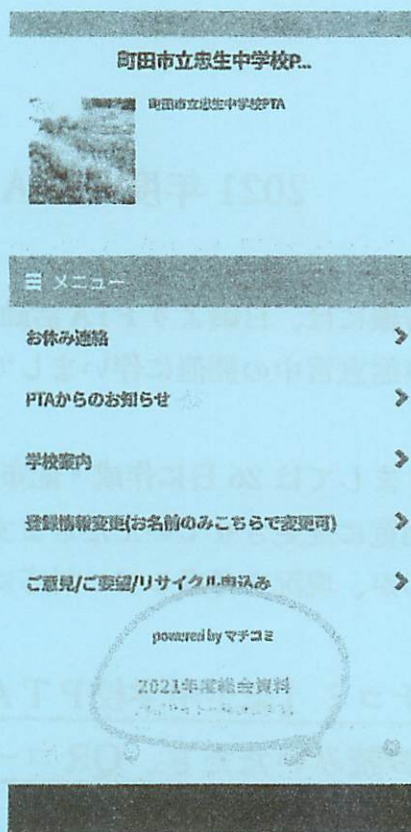 町田市立忠生中学校P...
町田市立忠生中学校PTA
メニュー
お休み連絡
PTAからのお知らせ
学校案内
登録情報変更(お名前のみこちらで変更可)
ご意見/ご要望/リサイクル申込み
powered by マチコミ
2021年度総会資料